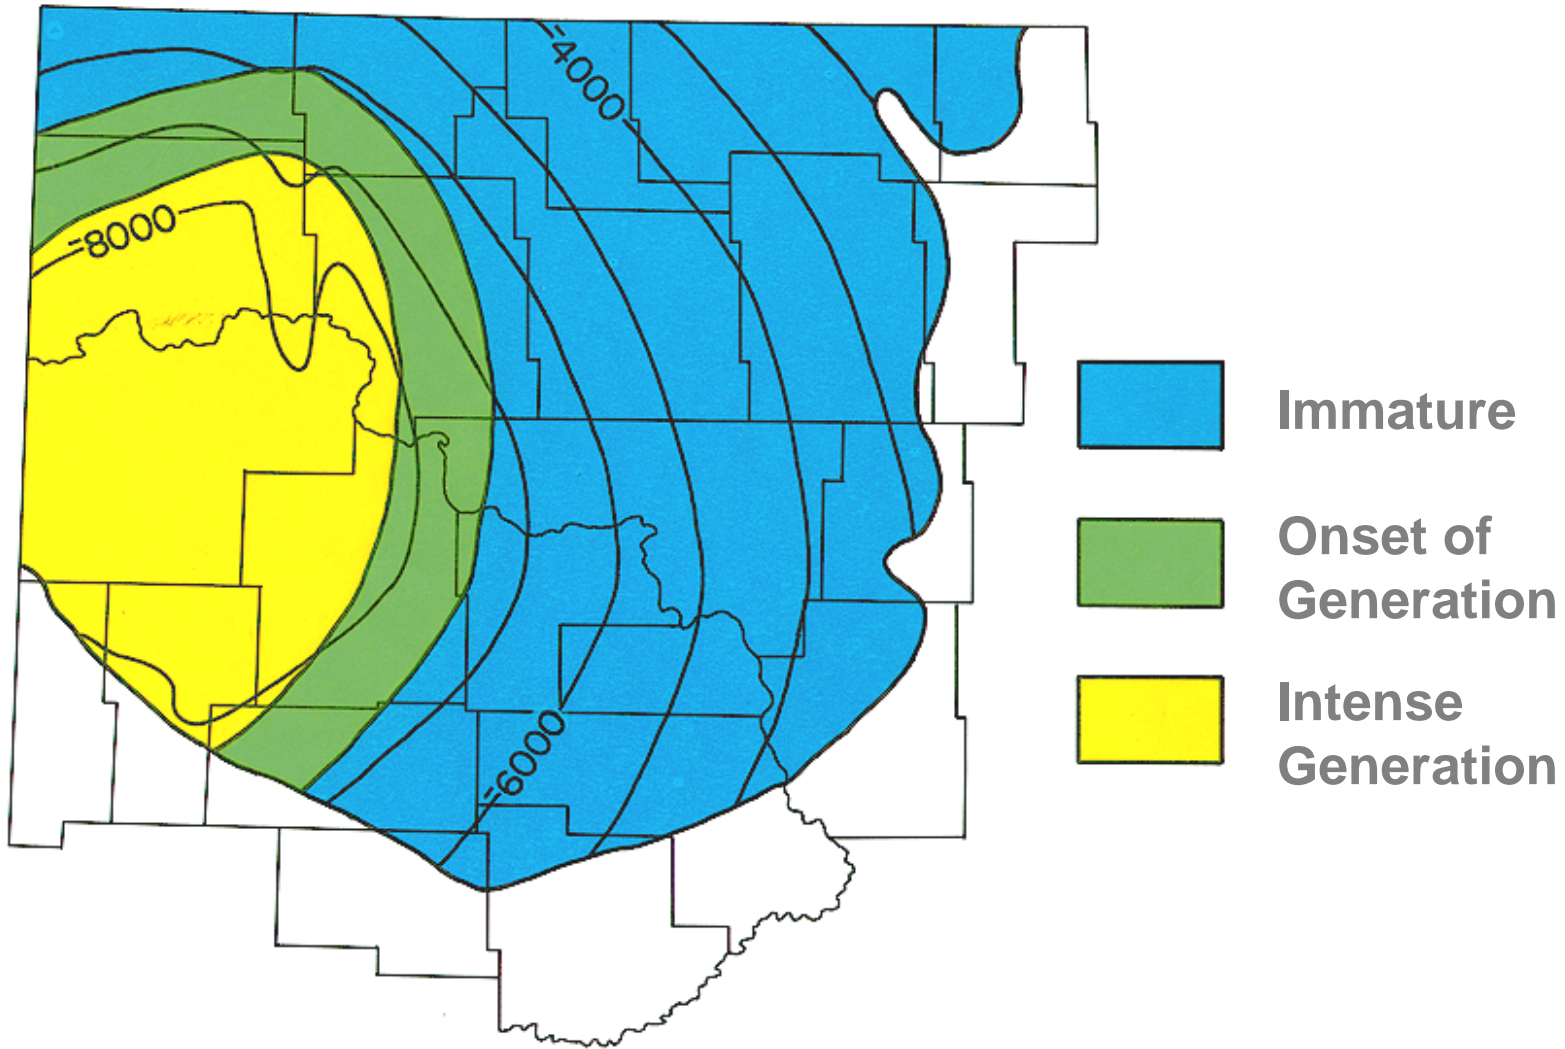 -4000
-8000
-6000
Immature
Onset of
Generation
Intense
Generation